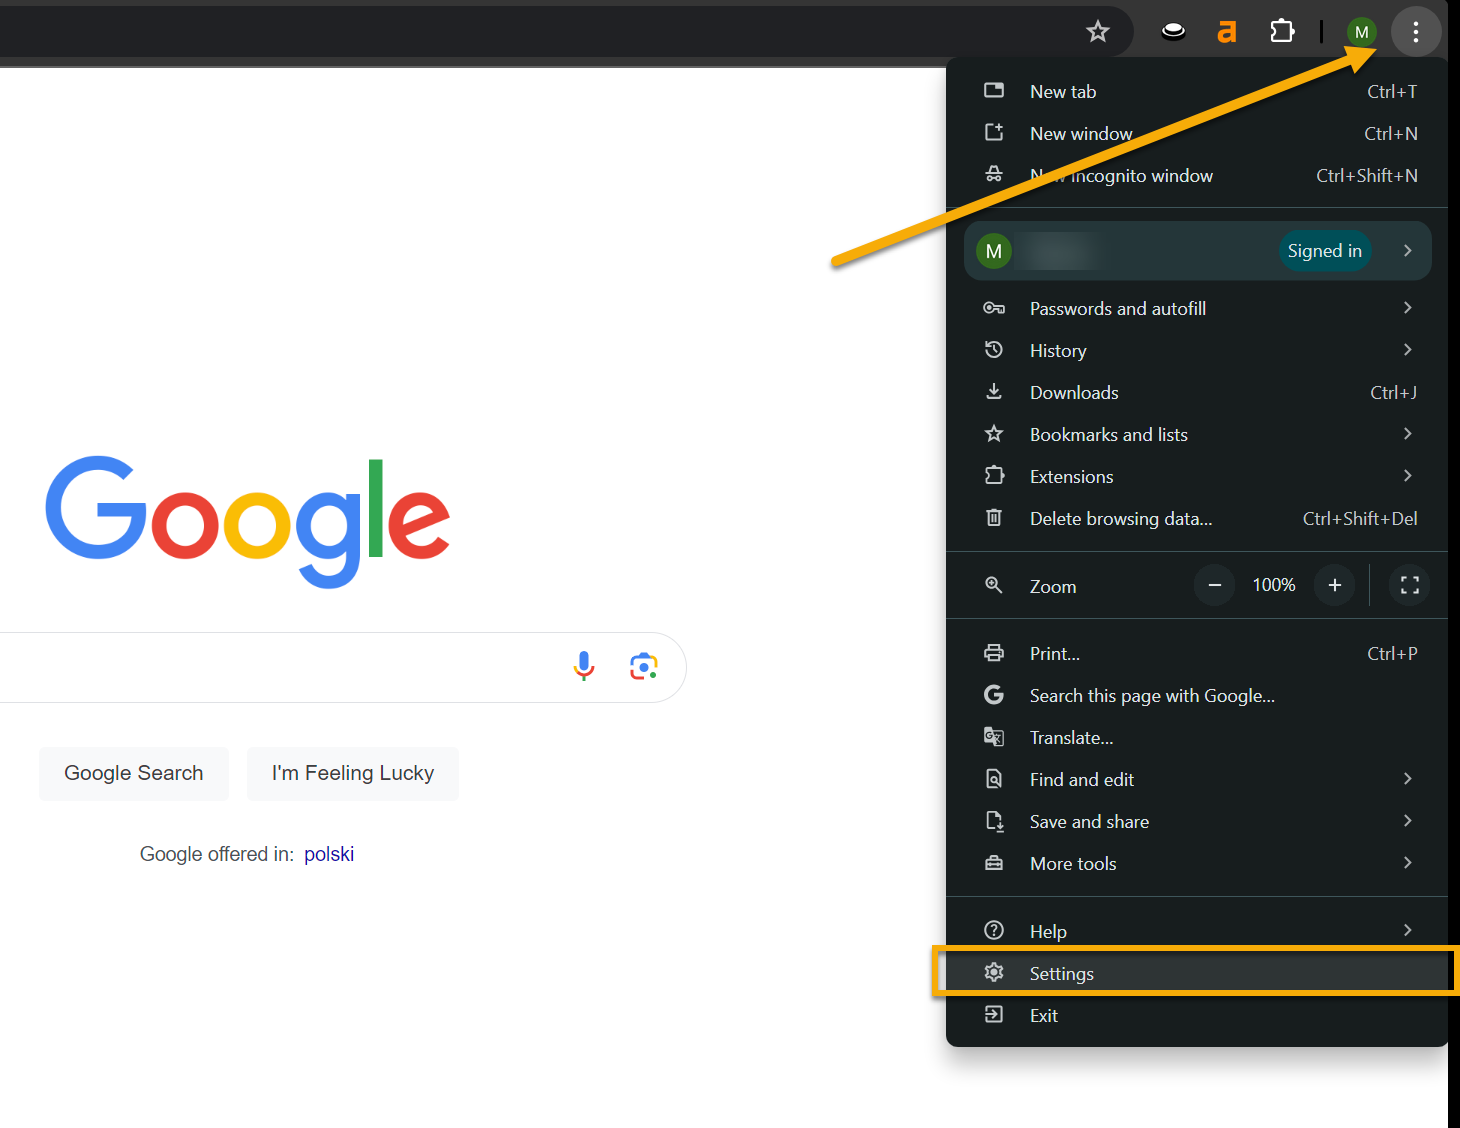 a
M
New tab Ctrl+T
New window Ctrl+N
New Incognito window Ctrl+Shift+N
M Signed in
Passwords and autofill
History
Downloads Ctrl+J
Bookmarks and lists
Extensions
Delete browsing data... Ctrl+Shift+Del
Zoom 100%
Print... Ctrl+P
Search this page with Google...
Translate...
Find and edit
Save and share
More tools
Help
Settings
Exit
Google
Google Search I'm Feeling Lucky
Google offered in: polski